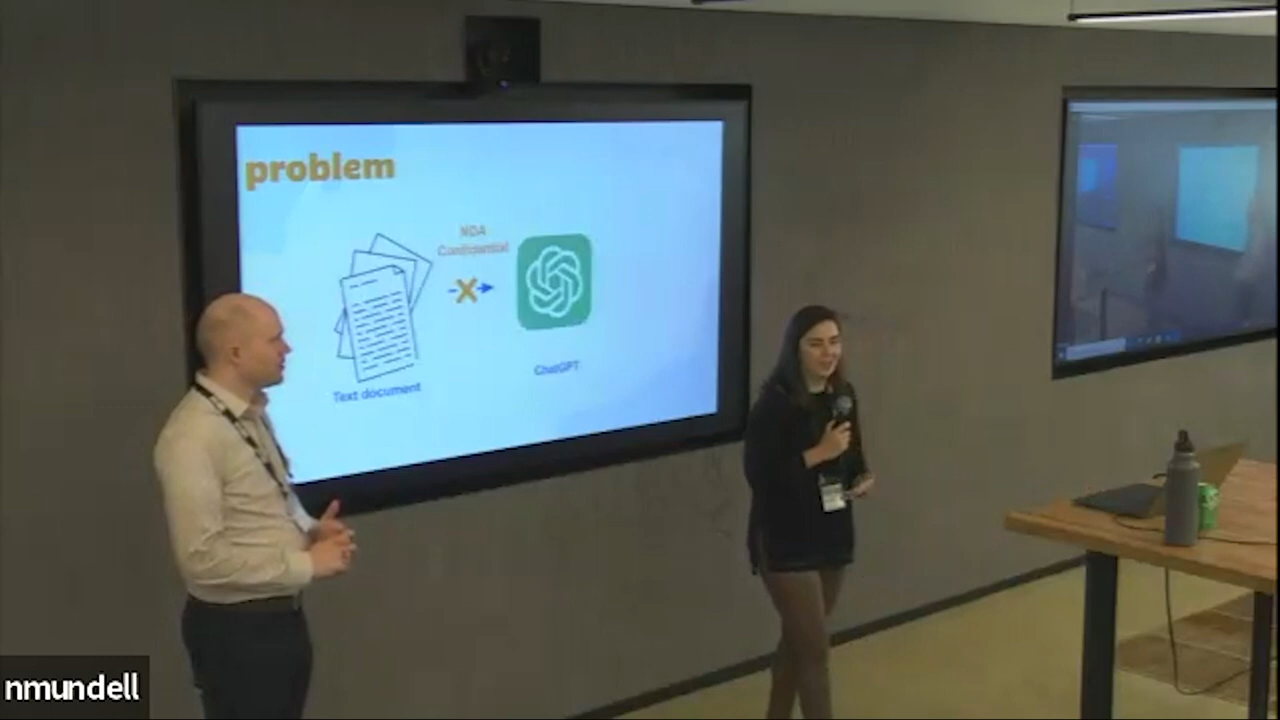 problem
NDA
Confidential
Text document
ChatGPT
nmundell